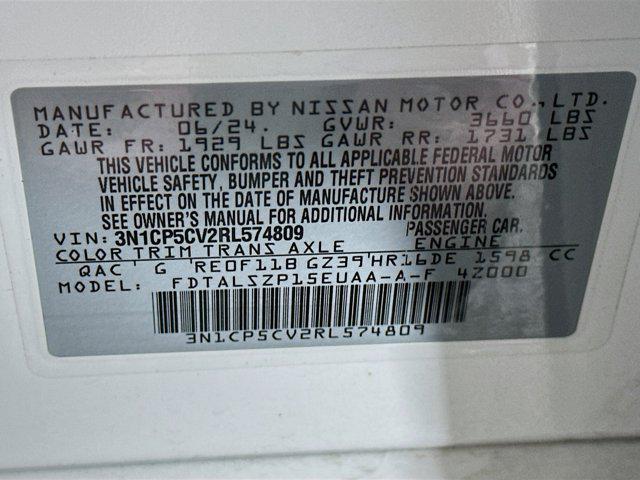 MANUFACTURED BY NISSAN MOTOR CO., LTD.
DATE: 06/24. GVWR: 3660 LBS
GAWR FR: 1929 LBS GAWR RR: 1731 LBS
THIS VEHICLE CONFORMS TO ALL APPLICABLE FEDERAL MOTOR
VEHICLE SAFETY, BUMPER AND THEFT PREVENTION STANDARDS
IN EFFECT ON THE DATE OF MANUFACTURE SHOWN ABOVE.
SEE OWNER'S MANUAL FOR ADDITIONAL INFORMATION.
VIN: 3N1CP5CV2RL574809 PASSENGER CAR.
COLOR TRIM TRANS AXLE ENGINE
QAC G RE0F11B GZ39 HR16DE 1598 CC
MODEL: FDTALSZP15EUAA-A-F 4Z000
3N1CP5CV2RL574809